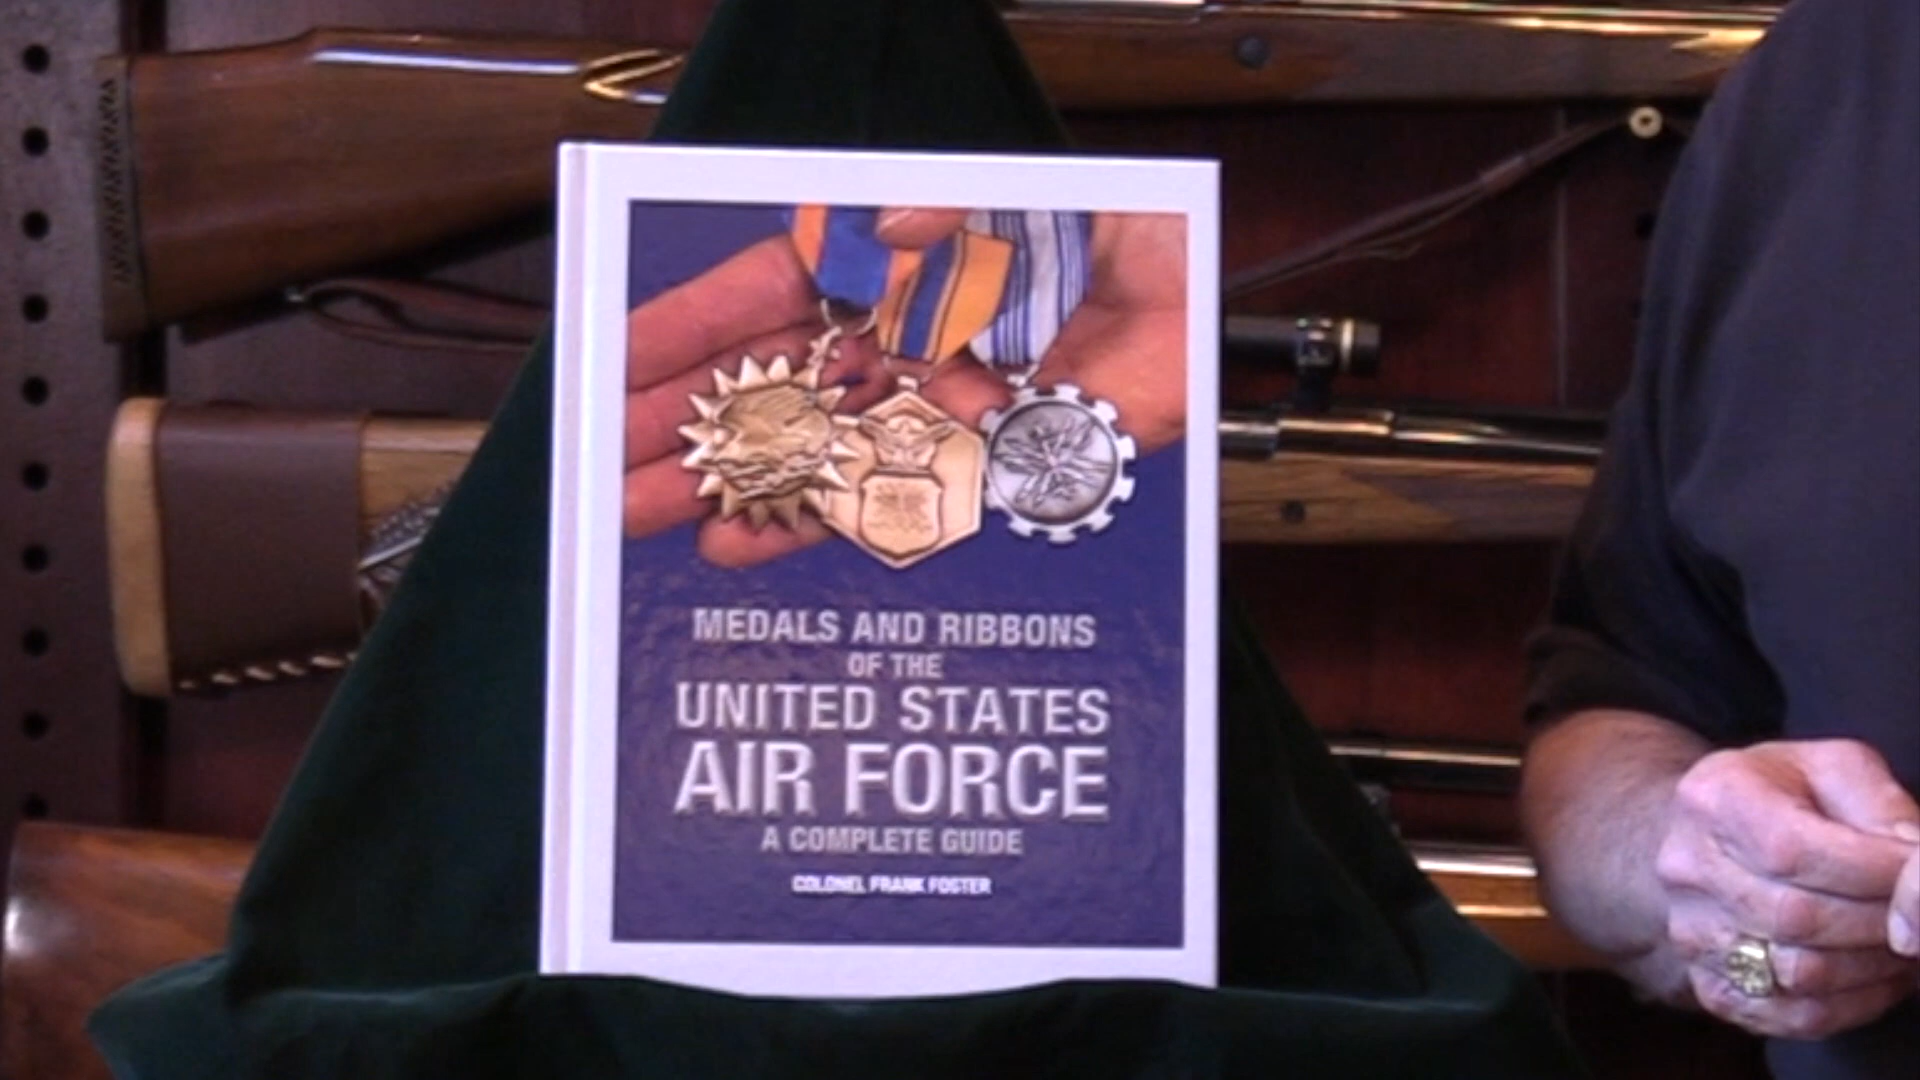 MEDALS AND RIBBONS
OF THE
UNITED STATES
AIR FORCE
A COMPLETE GUIDE
COLONEL FRANK FOSTER